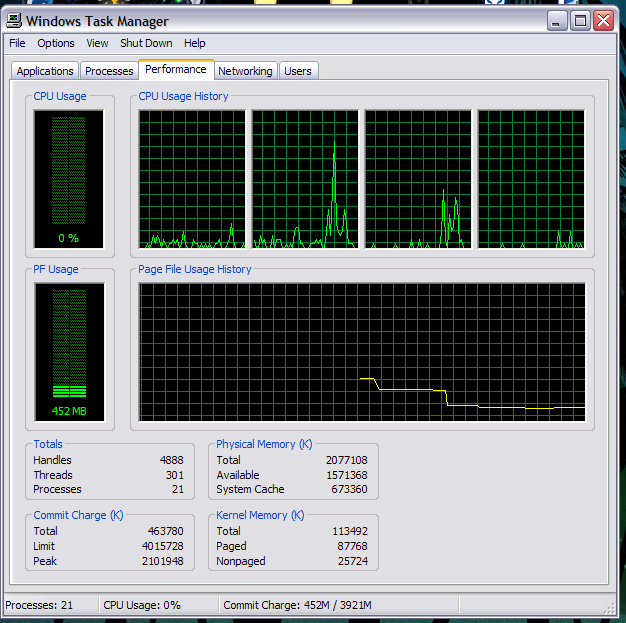 Windows Task Manager
File Options View Shut Down Help
Applications Processes Performance Networking Users
CPU Usage
CPU Usage History
0 %
PF Usage
Page File Usage History
452 MB
Totals
Handles 4888
Threads 301
Processes 21
Physical Memory (K)
Total 2077108
Available 1571368
System Cache 673360
Commit Charge (K)
Total 463780
Limit 4015728
Peak 2101948
Kernel Memory (K)
Total 113492
Paged 87768
Nonpaged 25724
Processes: 21 CPU Usage: 0% Commit Charge: 452M / 3921M